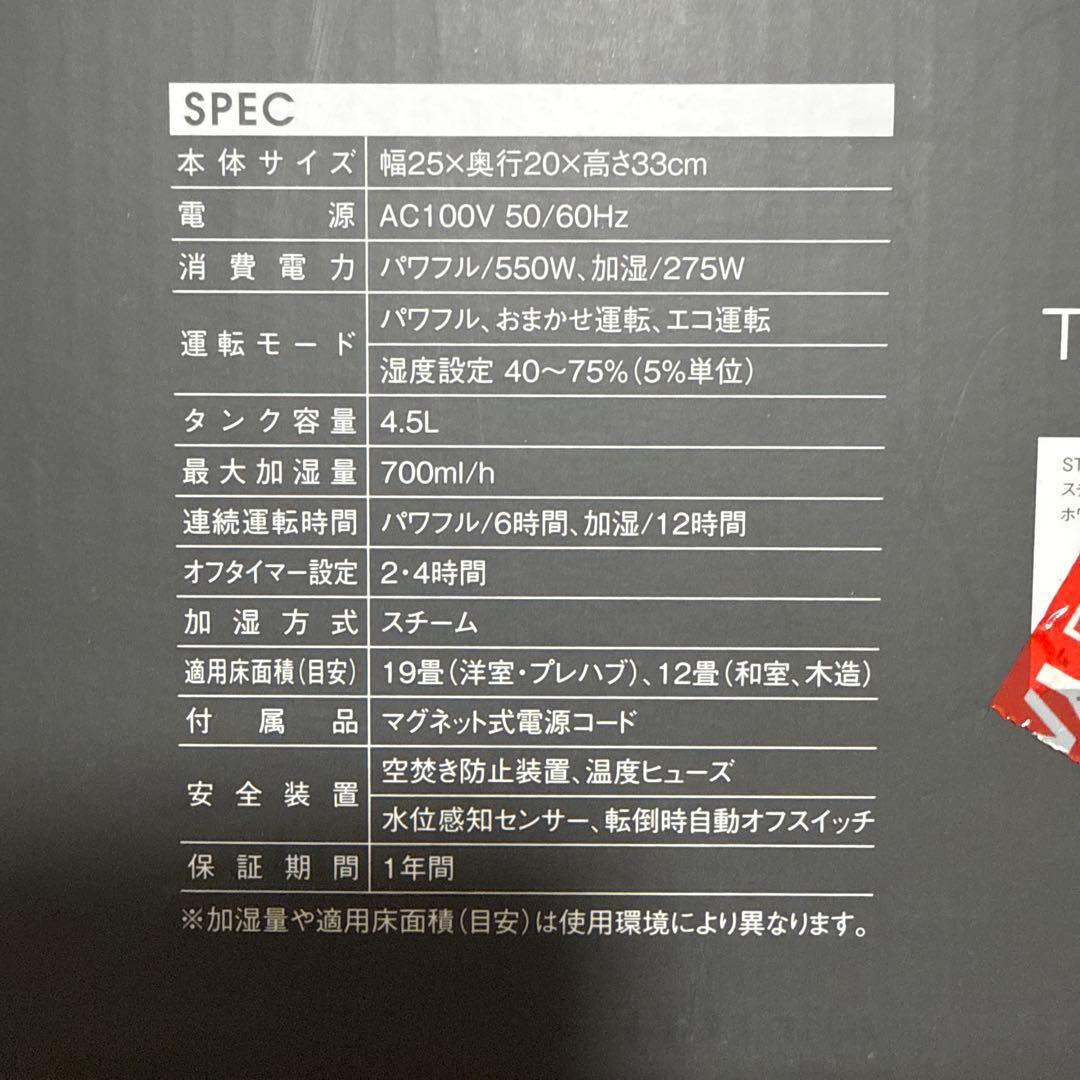 SPEC
本体サイズ 幅25×奥行20×高さ33cm
電源 AC100V 50/60Hz
消費電力 パワフル/550W、加湿/275W
運転モード パワフル、おまかせ運転、エコ運転
湿度設定 40〜75%(5%単位)
タンク容量 4.5L
最大加湿量 700ml/h
連続運転時間 パワフル/6時間、加湿/12時間
オフタイマー設定 2・4時間
加湿方式 スチーム
適用床面積(目安) 19畳(洋室・プレハブ)、12畳(和室、木造)
付属品 マグネット式電源コード
安全装置 空焚き防止装置、温度ヒューズ
水位感知センサー、転倒時自動オフスイッチ
保証期間 1年間
※加湿量や適用床面積(目安)は使用環境により異なります。
T
ST